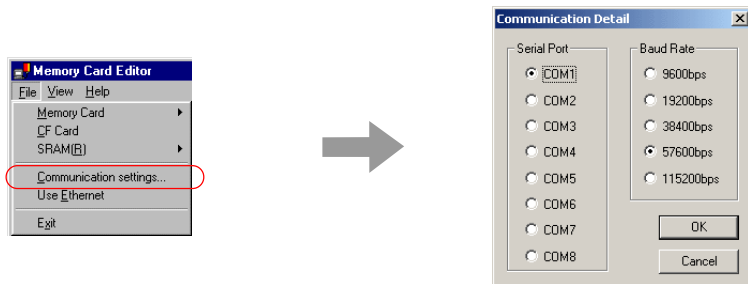 Memory Card Editor
File View Help
Memory Card
CF Card
SRAM(R)
Communication settings...
Use Ethernet
Exit
Communication Detail
Serial Port
COM1
COM2
COM3
COM4
COM5
COM6
COM7
COM8
Baud Rate
9600bps
19200bps
38400bps
57600bps
115200bps
OK
Cancel